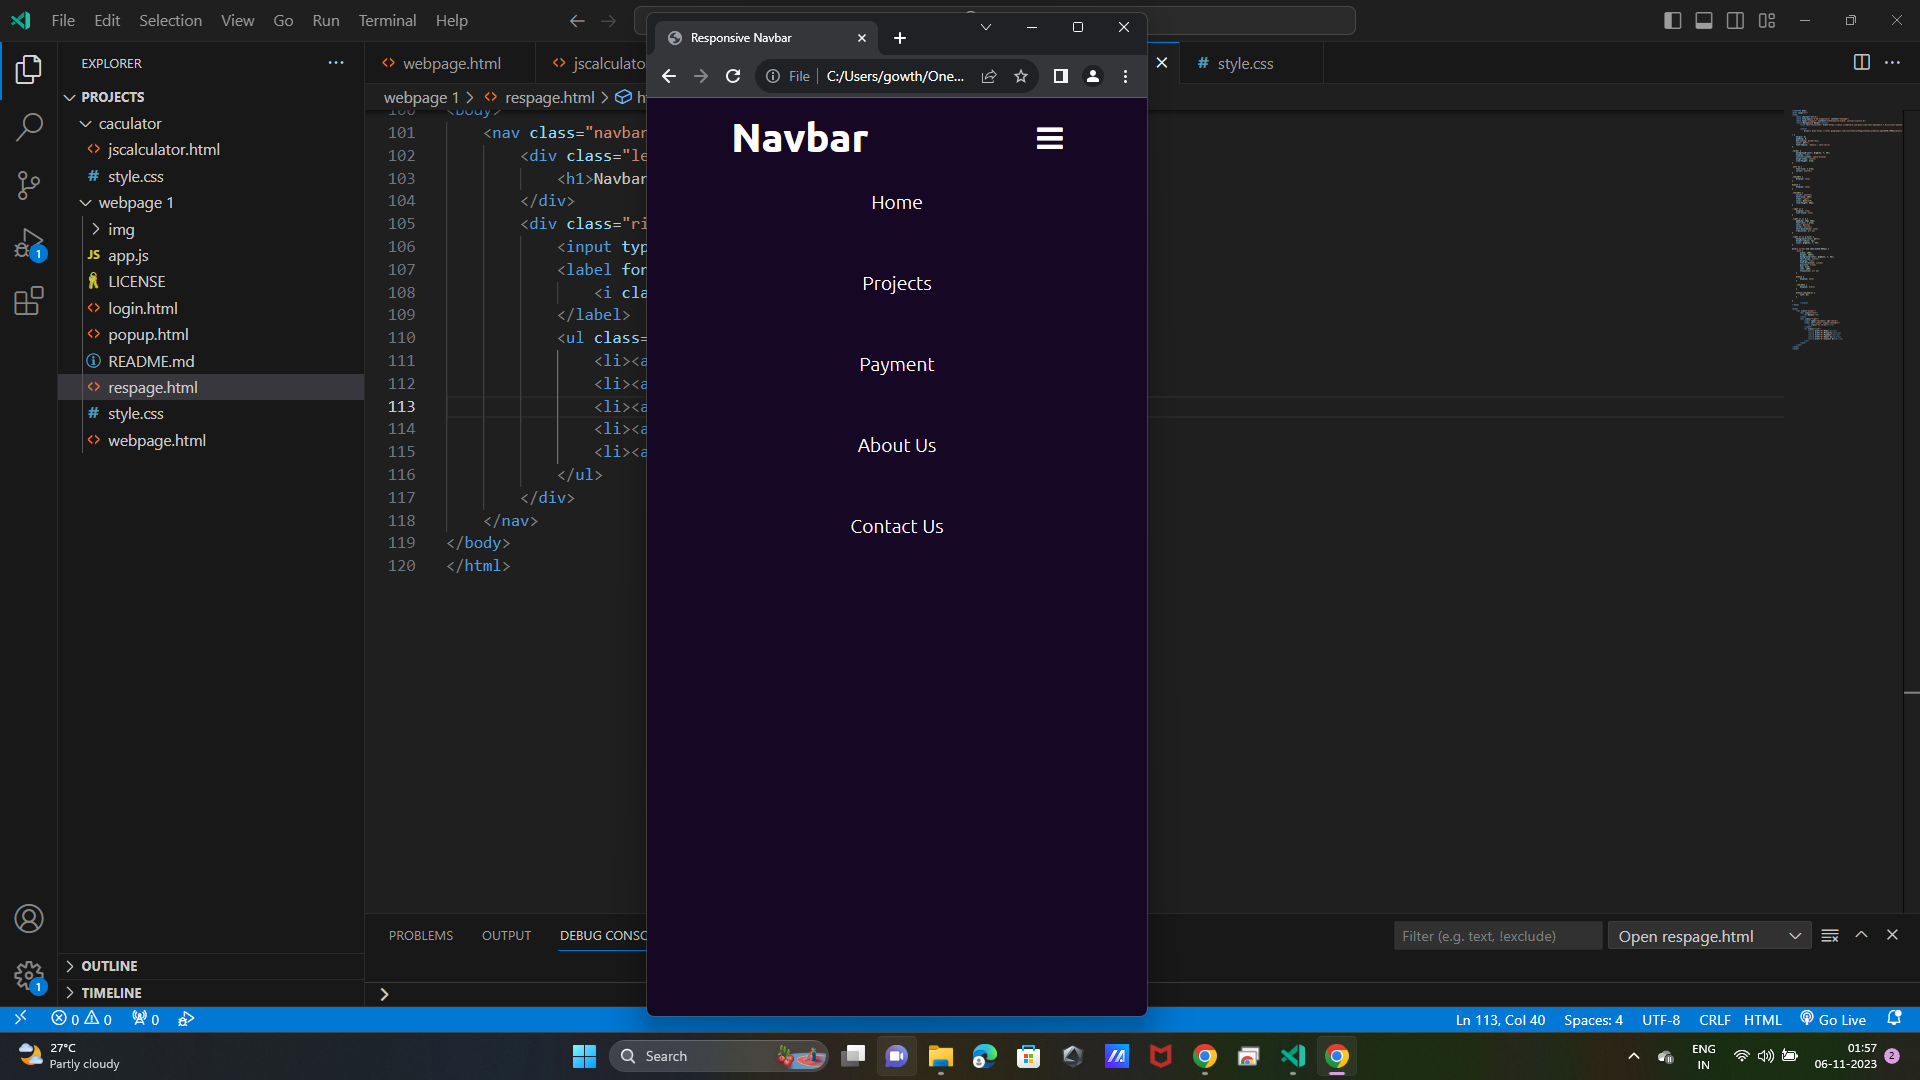 File Edit Selection View Go Run Terminal Help
Responsive Navbar
File C:/Users/gowth/One...
EXPLORER
webpage.html
style.css
PROJECTS
caculator
jscalculator.html
style.css
webpage 1
img
app.js
LICENSE
login.html
popup.html
README.md
respage.html
style.css
webpage.html
OUTLINE
TIMELINE
webpage 1 > respage.html >
100 <body>
101 <nav class="navbar
102 <div class="le
103 <h1>Navbar
104 </div>
105 <div class="ri
106 <input typ
107 <label for
108 <i cla
109 </label>
110 <ul class=
111 <li><a
112 <li><a
113 <li><a
114 <li><a
115 <li><a
116 </ul>
117 </div>
118 </nav>
119 </body>
120 </html>
Navbar
Home
Projects
Payment
About Us
Contact Us
PROBLEMS OUTPUT DEBUG CONSO
Filter (e.g. text, !exclude)
Open respage.html
1
1
0 0 0
Ln 113, Col 40 Spaces: 4 UTF-8 CRLF HTML Go Live
27°C
Partly cloudy
Search
ENG
IN
01:57
06-11-2023
2